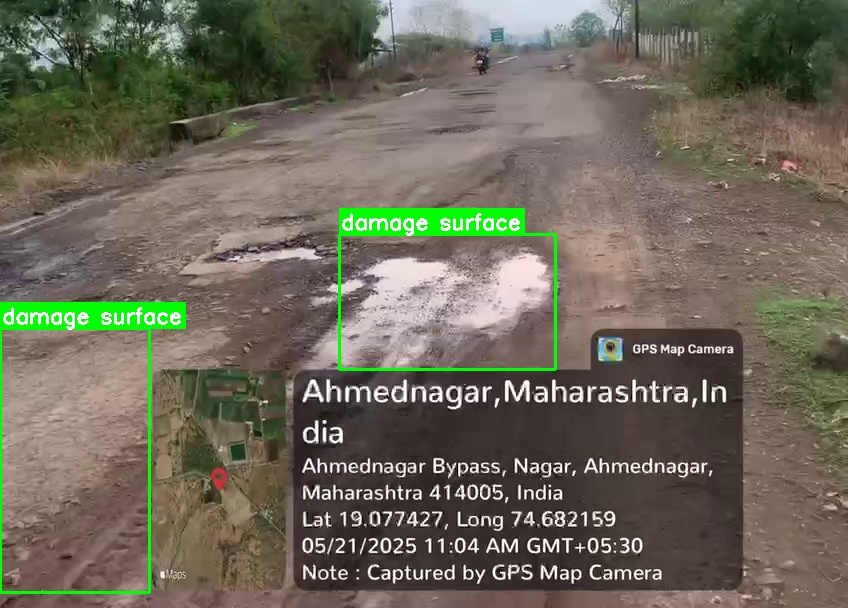 damage surface
damage surface
GPS Map Camera
Ahmednagar,Maharashtra,In
dia
Ahmednagar Bypass, Nagar, Ahmednagar,
Maharashtra 414005, India
Lat 19.077427, Long 74.682159
05/21/2025 11:04 AM GMT+05:30
Note : Captured by GPS Map Camera
Maps